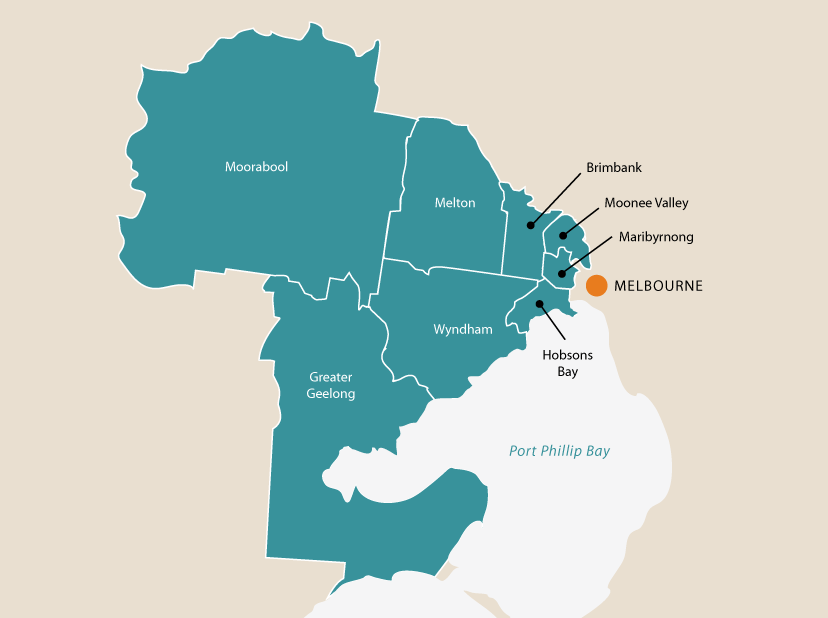 Moorabool
Melton
Brimbank
Moonee Valley
Maribyrnong
MELBOURNE
Wyndham
Hobsons
Bay
Greater
Geelong
Port Phillip Bay